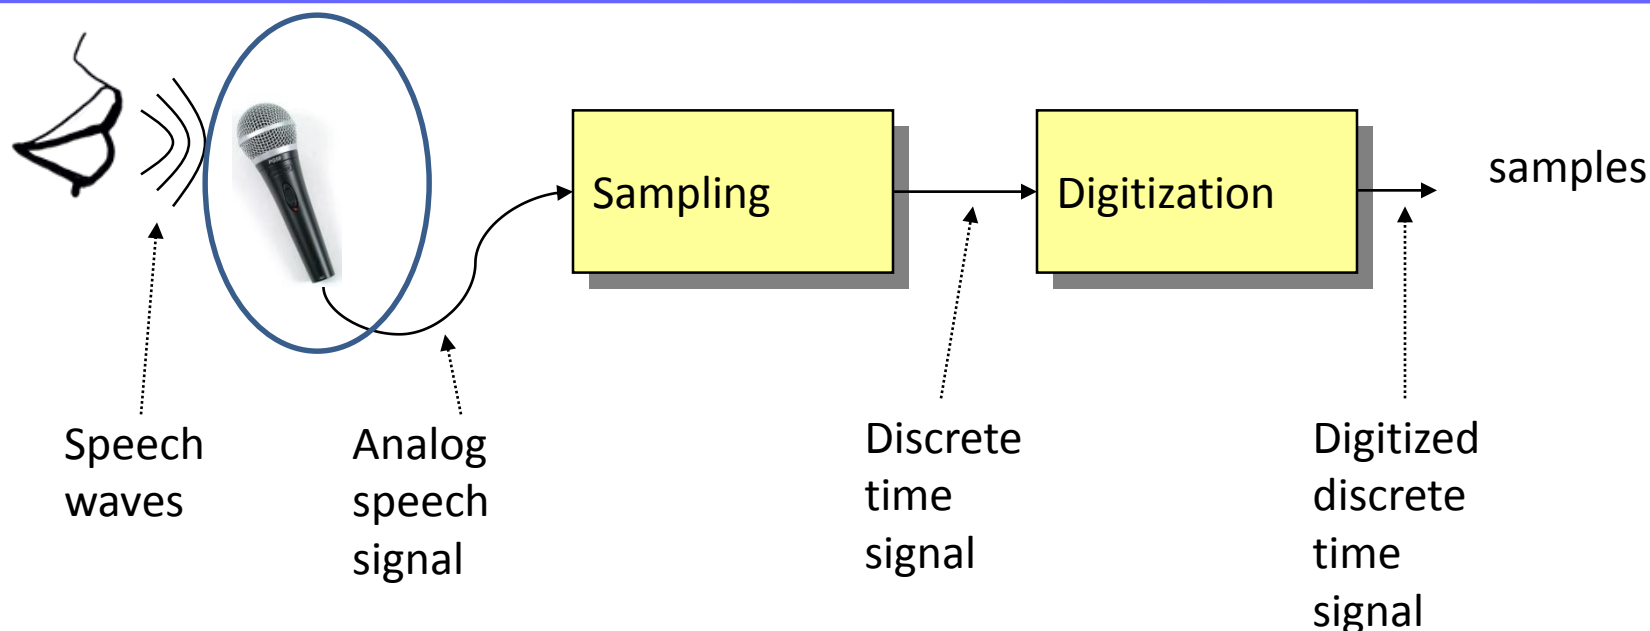 Sampling
Digitization
samples
Speech
waves
Analog
speech
signal
Discrete
time
signal
Digitized
discrete
time
signal